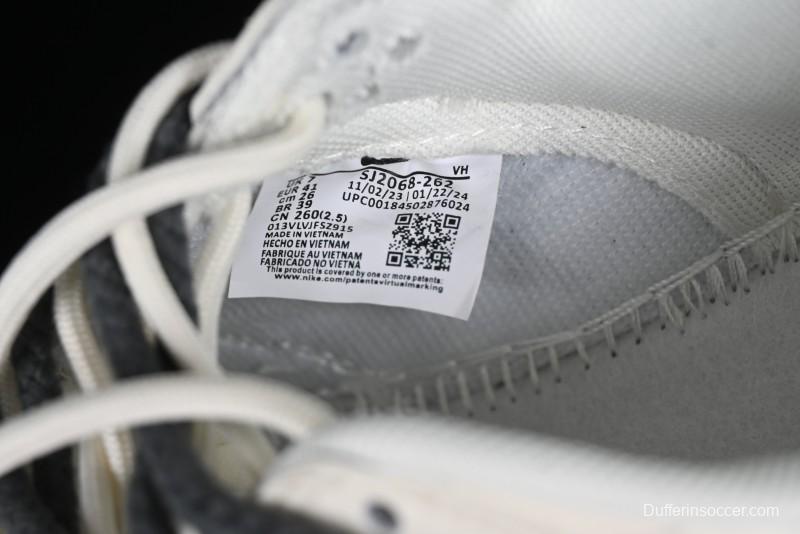 VH
UK 7
SJ2068-262
EUR 41
11/02/23 | 01/22/24
cm 26
UPC00184502876024
BR 39
CN 260(2.5)
013VLVJFSZ915
MADE IN VIETNAM
HECHO EN VIETNAM
FABRIQUE AU VIETNAM
FABRICADO NO VIETNA
This product is covered by one or more patents:
www.nike.com/patentsvirtualmarking
Dufferinsoccer.com